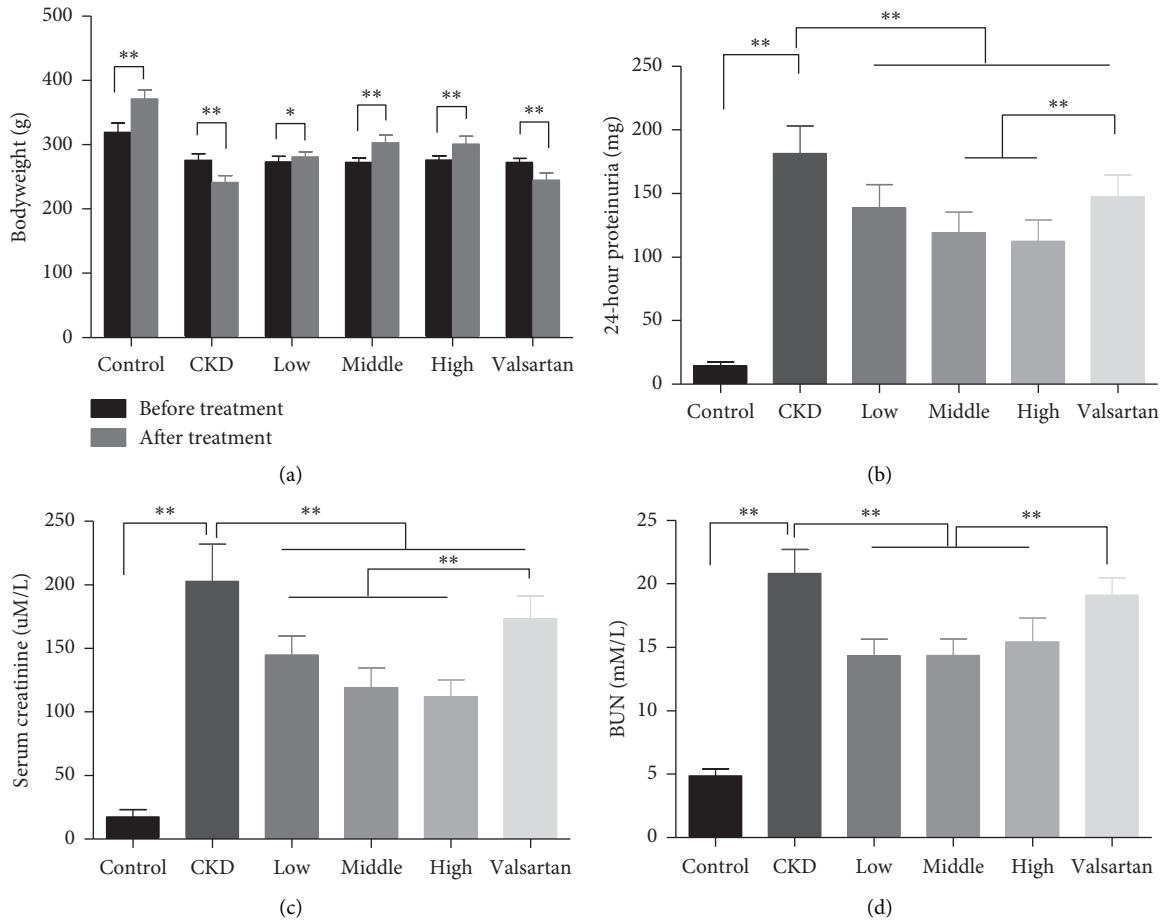 Bodyweight (g)
500
400
300
200
100
0
** ** * ** ** **
Control CKD Low Middle High Valsartan
Before treatment
After treatment
(a)
24-hour proteinuria (mg)
250
200
150
100
50
0
** ** **
Control CKD Low Middle High Valsartan
(b)
Serum creatinine (uM/L)
250
200
150
100
50
0
** ** **
Control CKD Low Middle High Valsartan
(c)
BUN (mM/L)
25
20
15
10
5
0
** ** **
Control CKD Low Middle High Valsartan
(d)